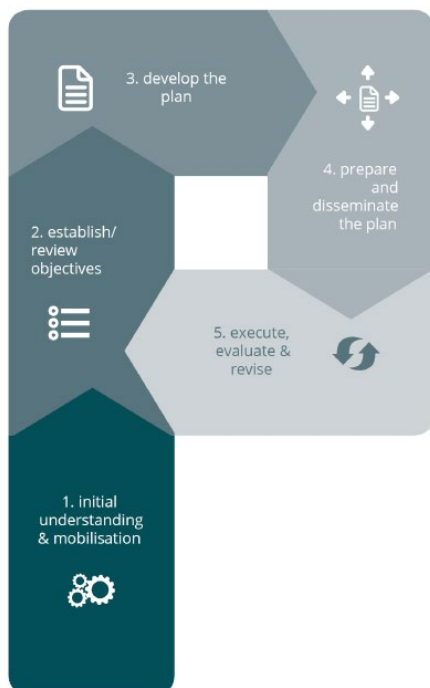 1. initial
understanding
& mobilisation
2. establish/
review
objectives
3. develop the
plan
4. prepare
and
disseminate
the plan
5. execute,
evaluate &
revise